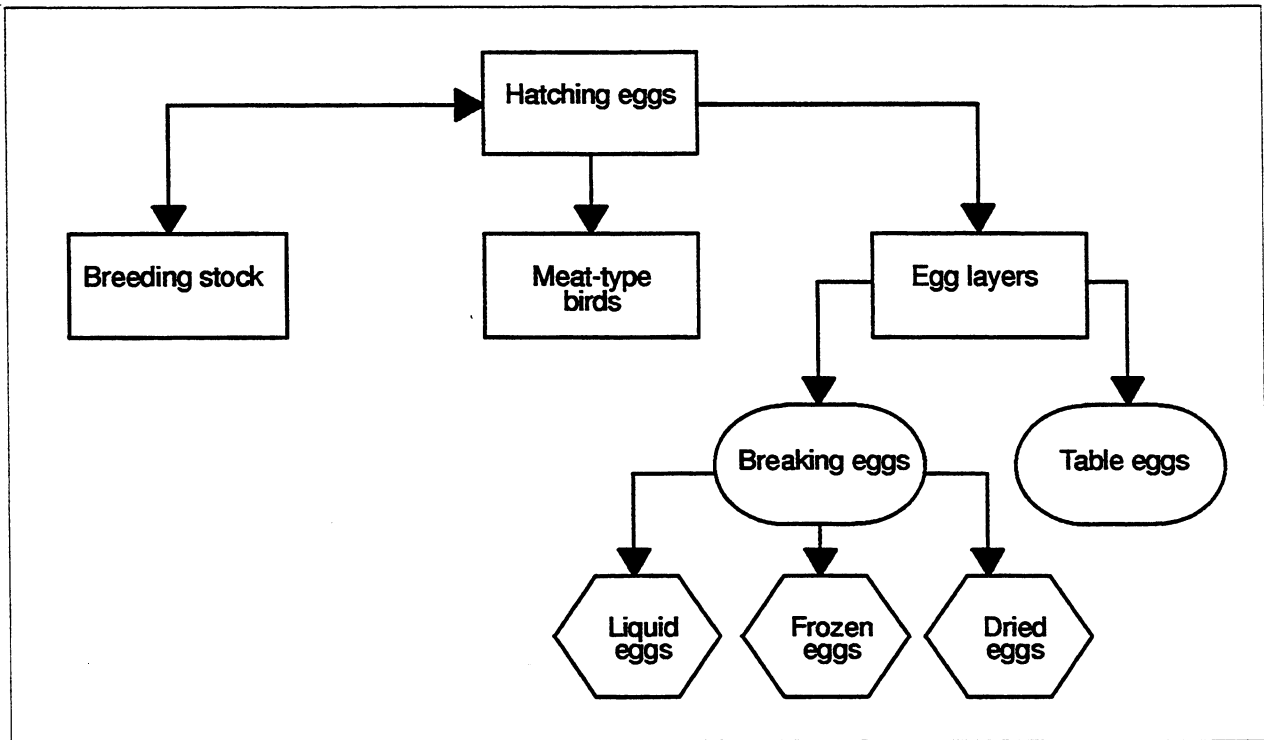 Hatching eggs
Breeding stock
Meat-type
birds
Egg layers
Breaking eggs
Table eggs
Liquid
eggs
Frozen
eggs
Dried
eggs